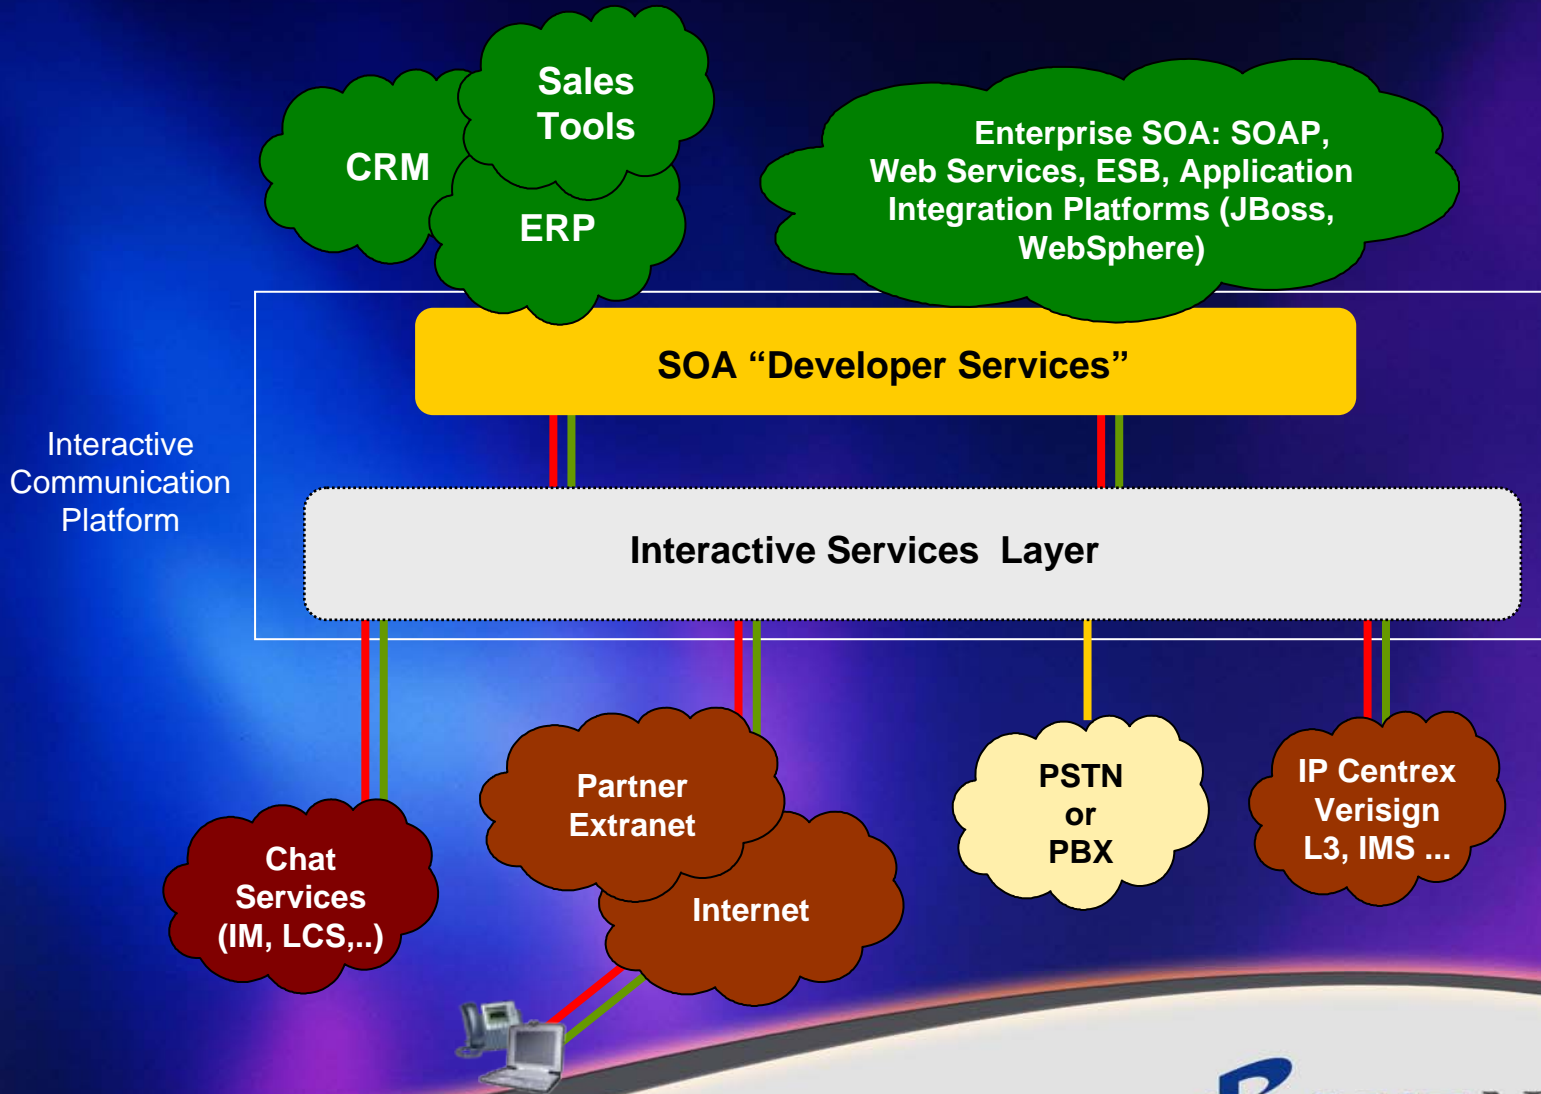 Sales
Tools
CRM
ERP
Enterprise SOA: SOAP,
Web Services, ESB, Application
Integration Platforms (JBoss,
WebSphere)
SOA “Developer Services”
Interactive
Communication
Platform
Interactive Services Layer
Partner
Extranet
Internet
Chat
Services
(IM, LCS,..)
PSTN
or
PBX
IP Centrex
Verisign
L3, IMS ...